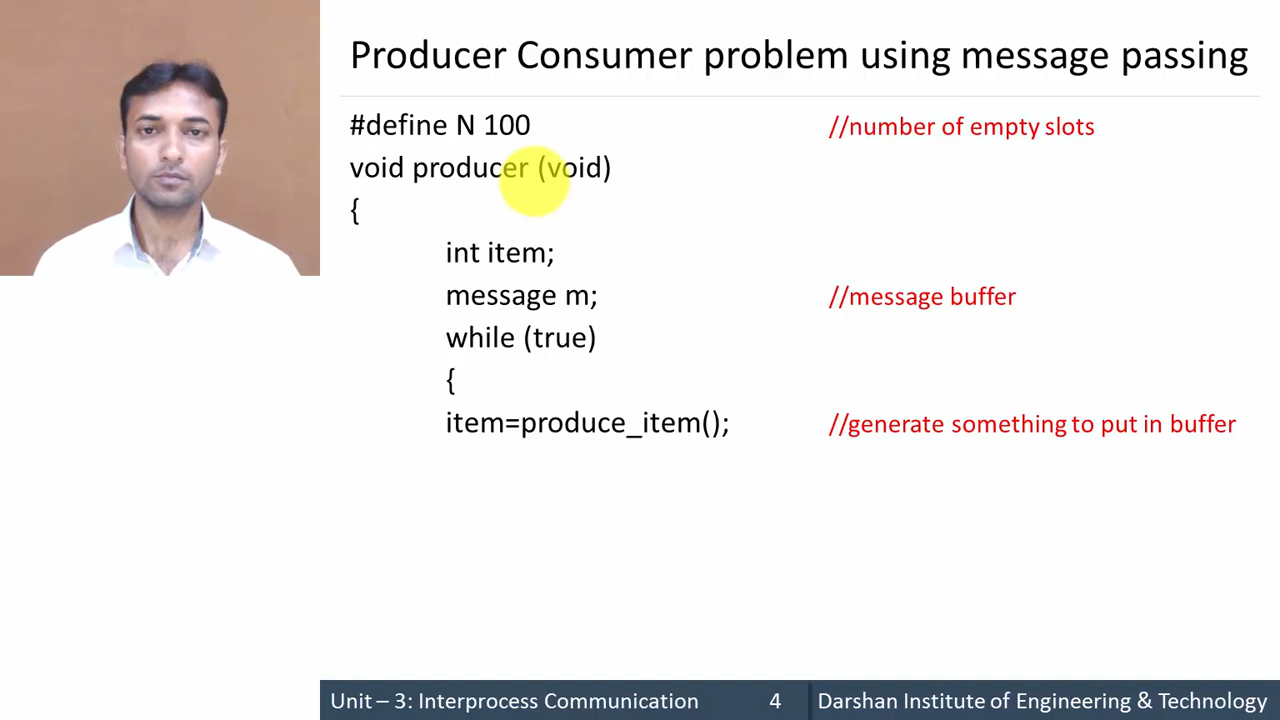 Producer Consumer problem using message passing
#define N 100 //number of empty slots
void producer (void)
{
int item;
message m; //message buffer
while (true)
{
item=produce_item(); //generate something to put in buffer
Unit – 3: Interprocess Communication 4 Darshan Institute of Engineering & Technology